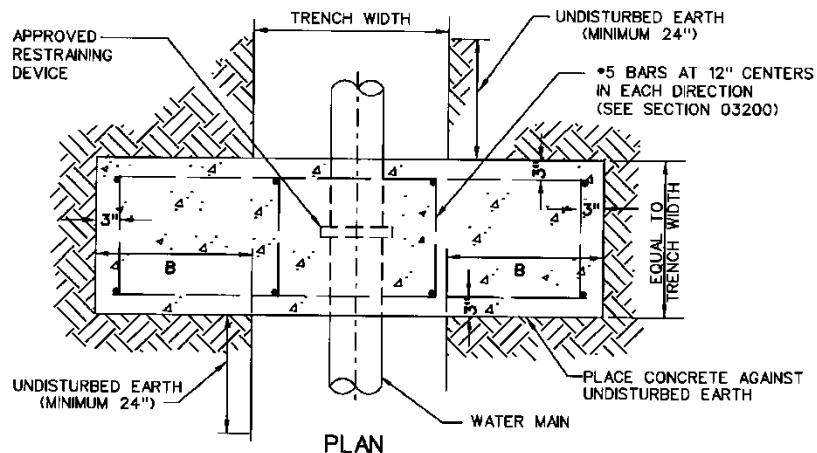 TRENCH WIDTH
UNDISTURBED EARTH
(MINIMUM 24")
APPROVED
RESTRAINING
DEVICE
•5 BARS AT 12" CENTERS
IN EACH DIRECTION
(SEE SECTION 03200)
3"
3"
3"
B
B
3"
EQUAL TO
TRENCH WIDTH
UNDISTURBED EARTH
(MINIMUM 24")
PLACE CONCRETE AGAINST
UNDISTURBED EARTH
WATER MAIN
PLAN